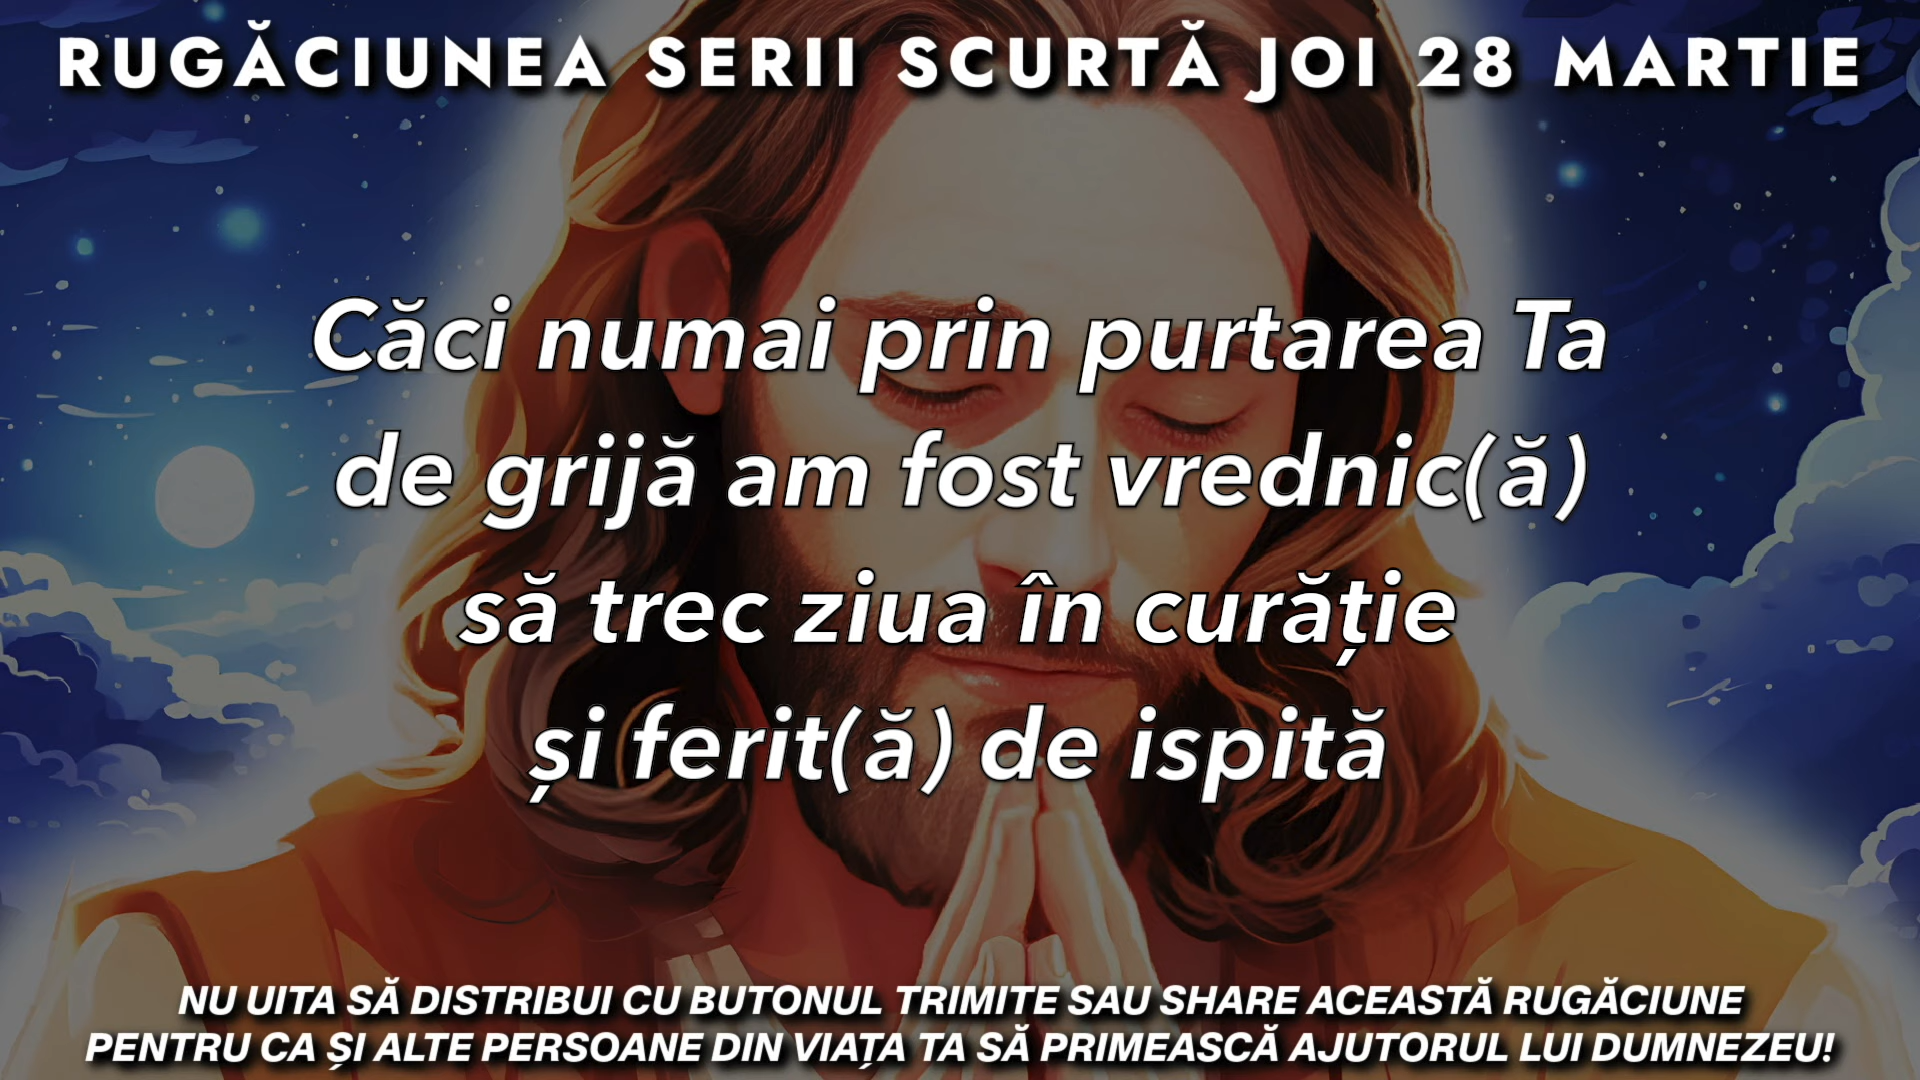 RUGĂCIUNEA SERII SCURTĂ JOI 28 MARTIE
Căci numai prin purtarea Ta
de grijă am fost vrednic(ă)
să trec ziua în curăție
și ferit(ă) de ispită
NU UITA SĂ DISTRIBUI CU BUTONUL TRIMITE SAU SHARE ACEASTĂ RUGĂCIUNE
PENTRU CA ȘI ALTE PERSOANE DIN VIAȚA TA SĂ PRIMEASCĂ AJUTORUL LUI DUMNEZEU!